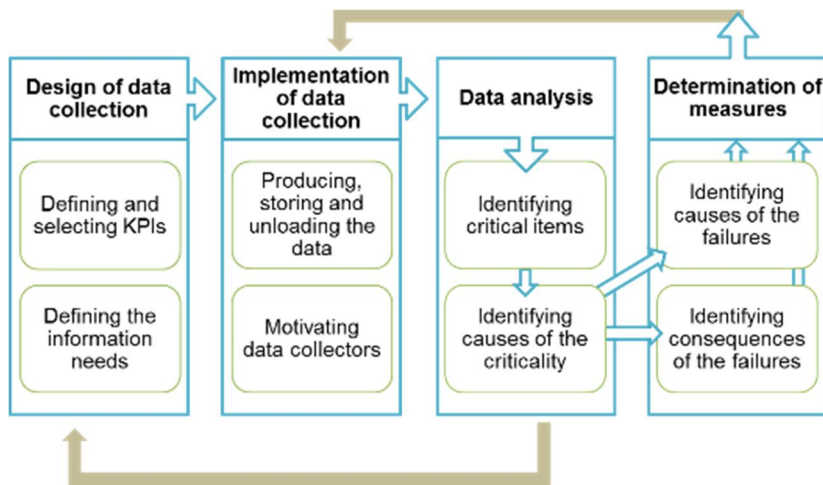 Design of data
collection
Defining and
selecting KPIs
Defining the
information
needs
Implementation
of data
collection
Producing,
storing and
unloading the
data
Motivating
data collectors
Data analysis
Identifying
critical items
Identifying
causes of the
criticality
Determination of
measures
Identifying
causes of the
failures
Identifying
consequences
of the failures